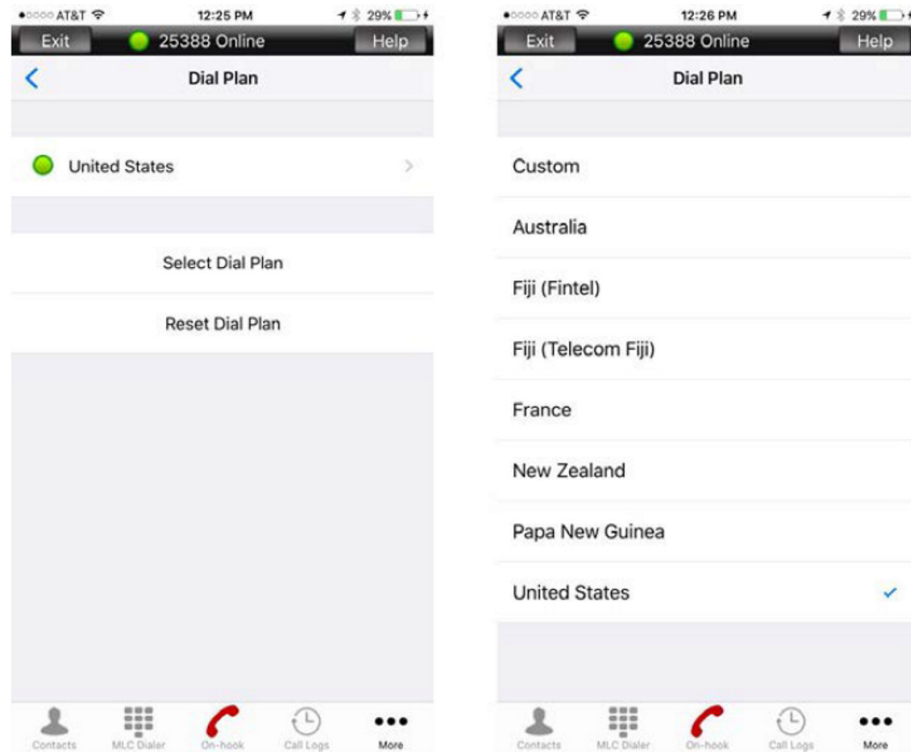 AT&T 12:25 PM 29%
Exit 25388 Online Help
Dial Plan
United States
Select Dial Plan
Reset Dial Plan
Contacts MLC Dialer On-hook Call Logs More
AT&T 12:26 PM 29%
Exit 25388 Online Help
Dial Plan
Custom
Australia
Fiji (Fintel)
Fiji (Telecom Fiji)
France
New Zealand
Papa New Guinea
United States
Contacts MLC Dialer On-hook Call Logs More